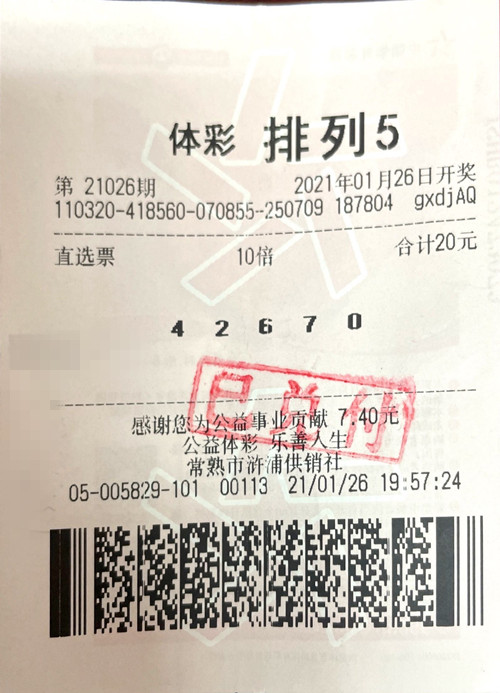 体彩 排列5
第 21026期 2021年01月26日开奖
110320-418560-070855-250709 187804 gxdjAQ
直选票 10倍 合计20元
4 2 6 7 0
已兑付
感谢您为公益事业贡献 7.40元
公益体彩 乐善人生
常熟市浒浦供销社
05-005829-101 00113 21/01/26 19:57:24